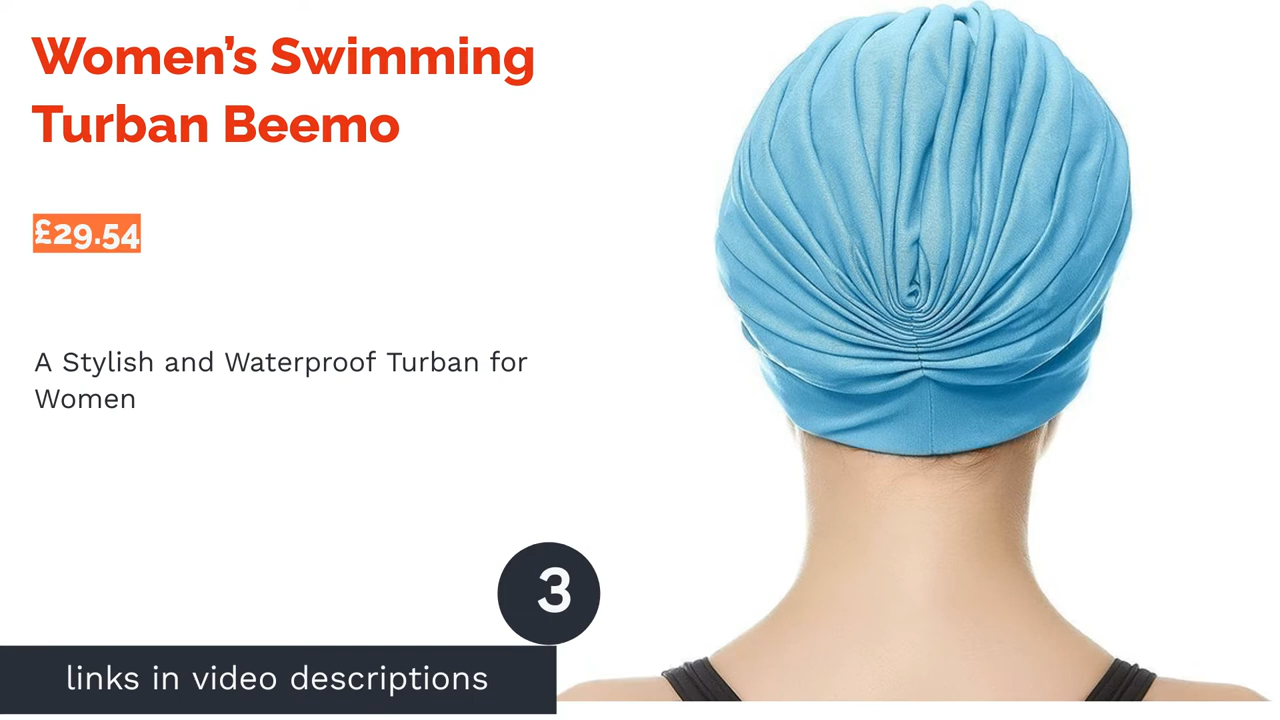 Women’s Swimming
Turban Beemo
£29.54
A Stylish and Waterproof Turban for
Women
3
links in video descriptions